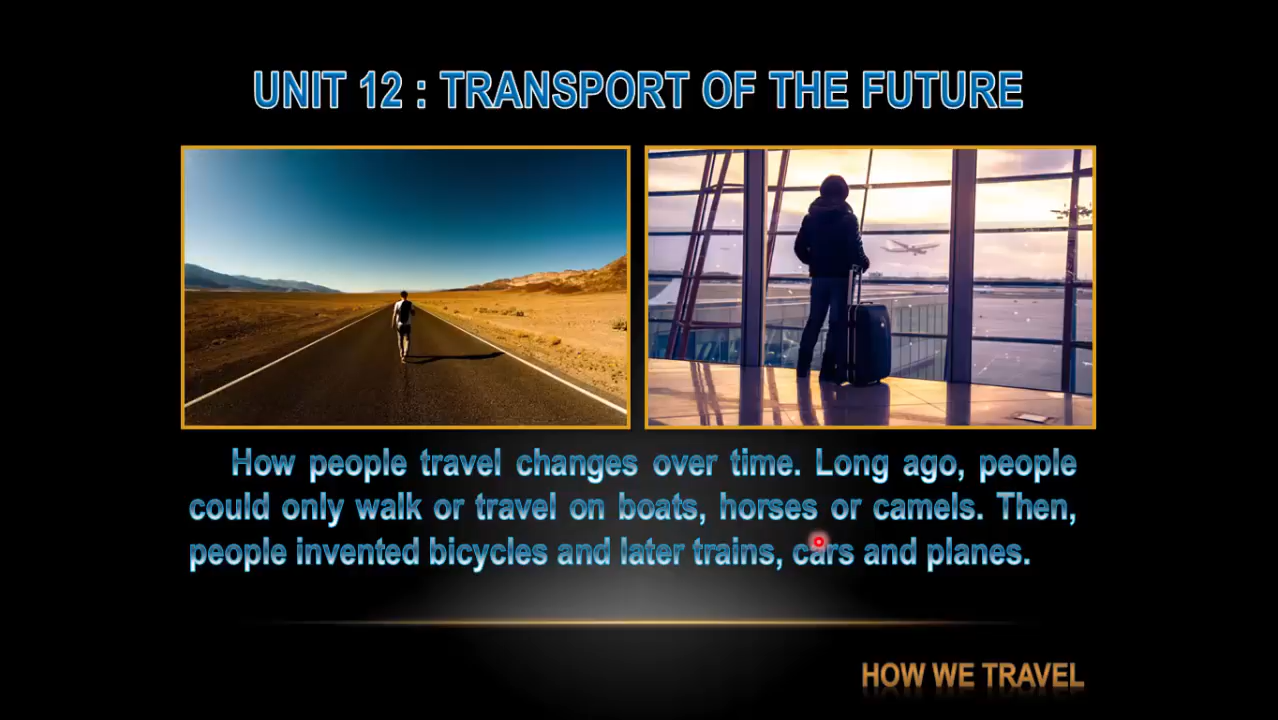 UNIT 12 : TRANSPORT OF THE FUTURE
How people travel changes over time. Long ago, people
could only walk or travel on boats, horses or camels. Then,
people invented bicycles and later trains, cars and planes.
HOW WE TRAVEL